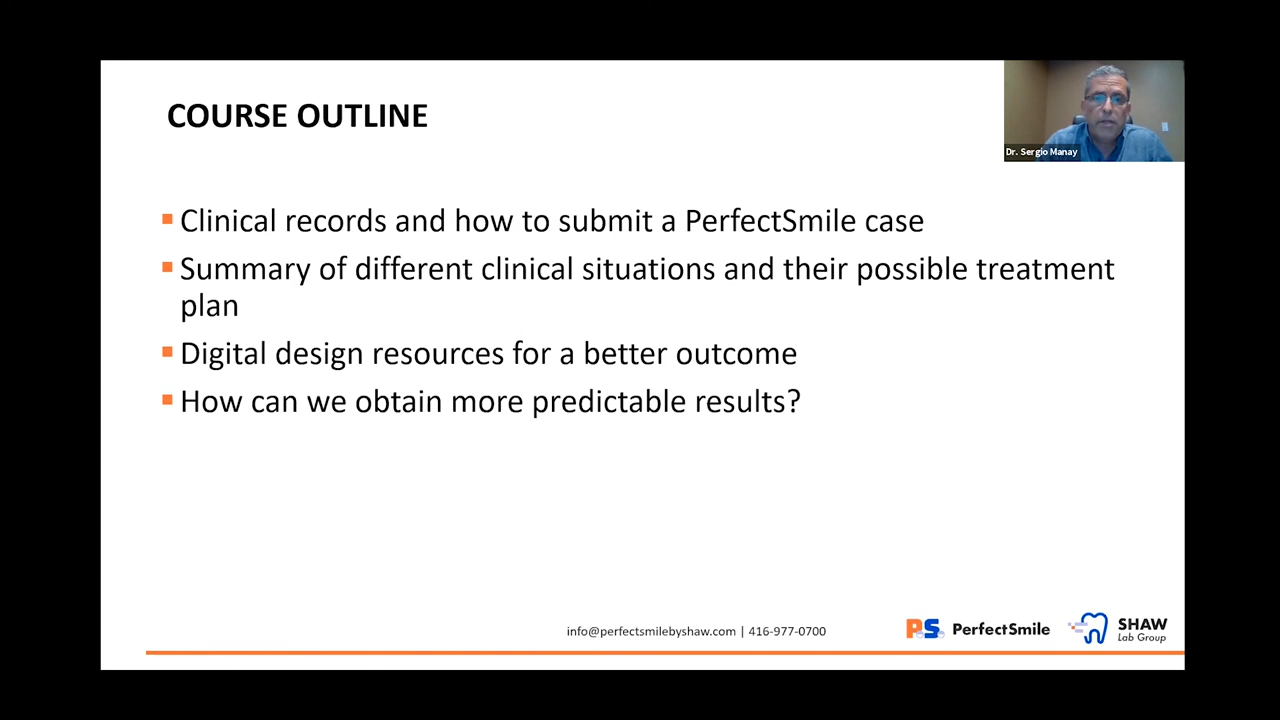 COURSE OUTLINE
Dr. Sergio Manay
Clinical records and how to submit a PerfectSmile case
Summary of different clinical situations and their possible treatment
plan
Digital design resources for a better outcome
How can we obtain more predictable results?
info@perfectsmilebyshaw.com | 416-977-0700
PS PerfectSmile
SHAW
Lab Group